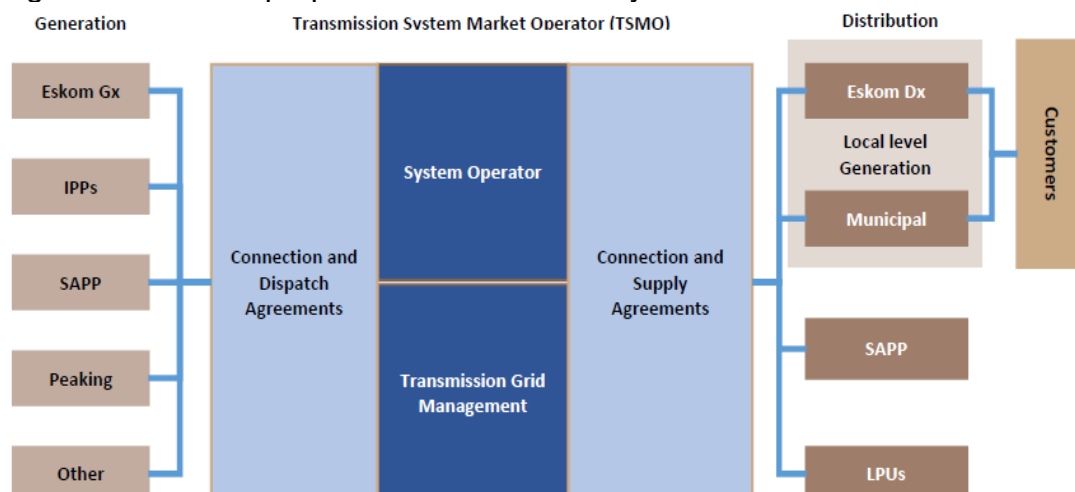 Generation
Transmission System Market Operator (TSMO)
Distribution
Eskom Gx
IPPs
SAPP
Peaking
Other
Connection and
Dispatch
Agreements
System Operator
Transmission Grid
Management
Connection and
Supply
Agreements
Eskom Dx
Local level
Generation
Municipal
SAPP
LPUs
Customers